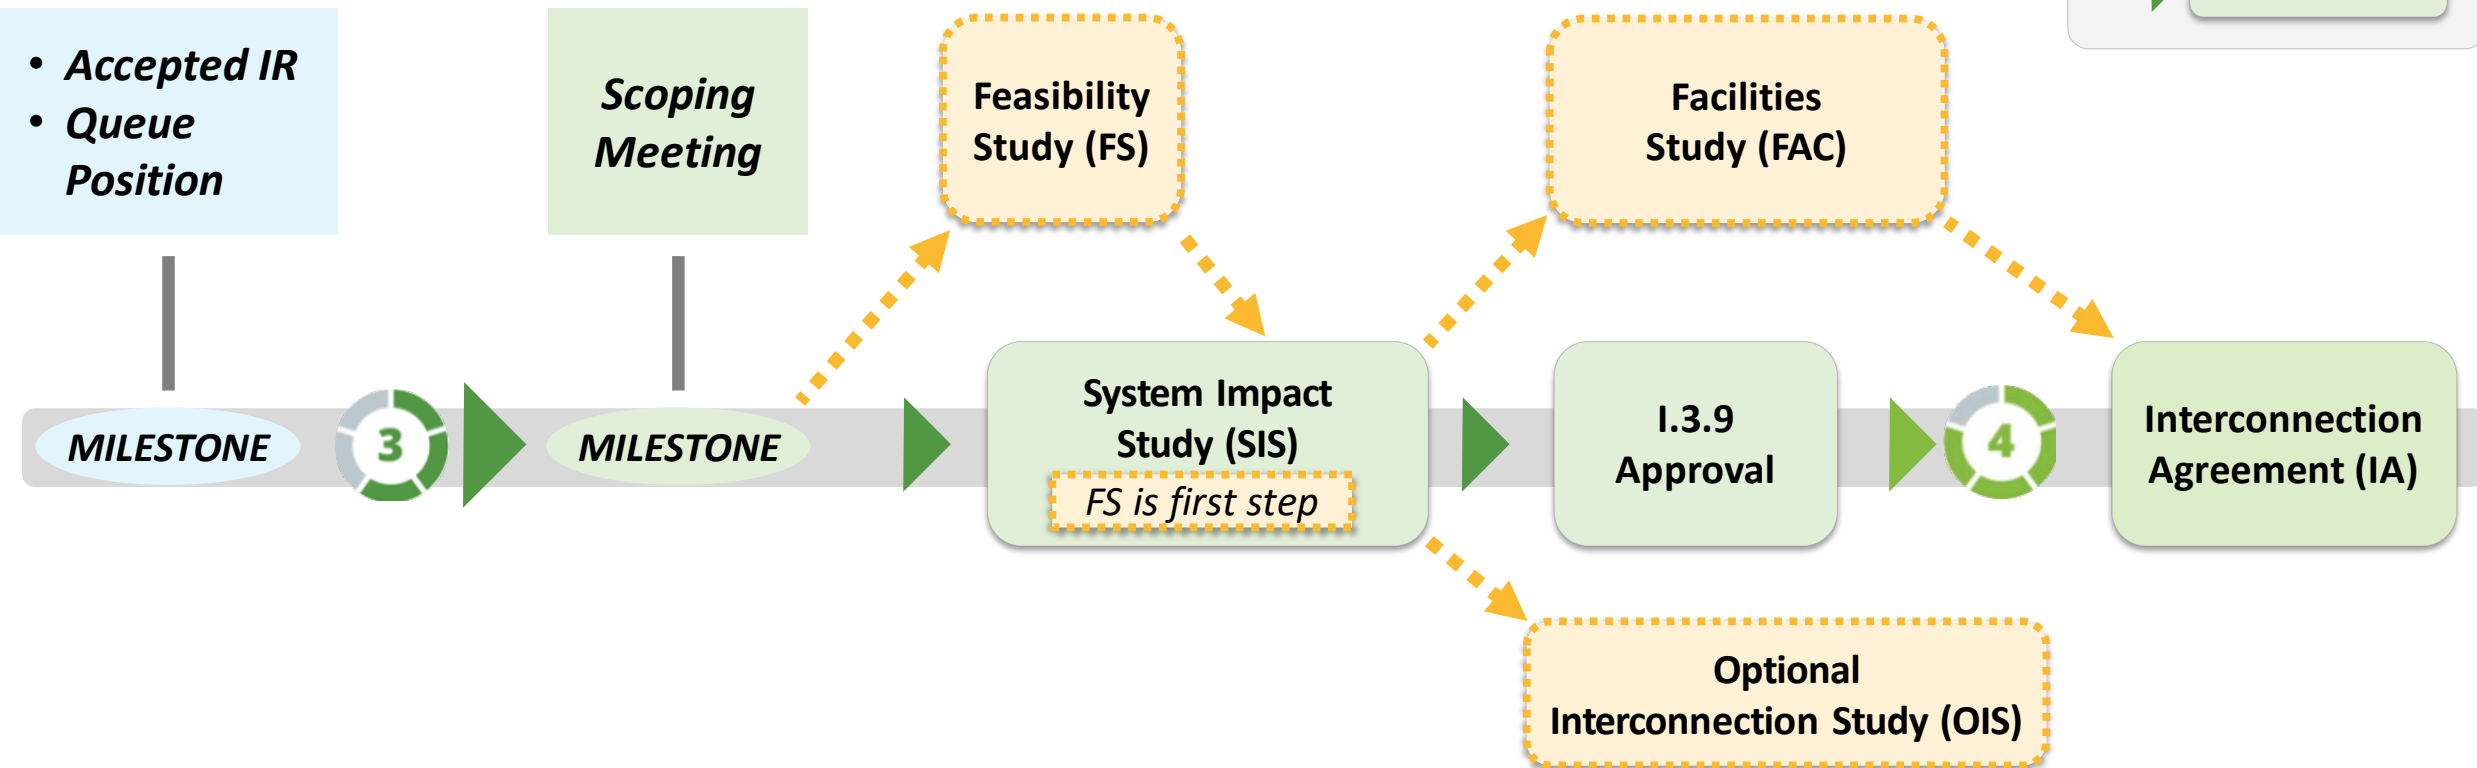 • Accepted IR
• Queue
Position
Scoping
Meeting
Feasibility
Study (FS)
Facilities
Study (FAC)
MILESTONE
3
MILESTONE
System Impact
Study (SIS)
FS is first step
I.3.9
Approval
4
Interconnection
Agreement (IA)
Optional
Interconnection Study (OIS)